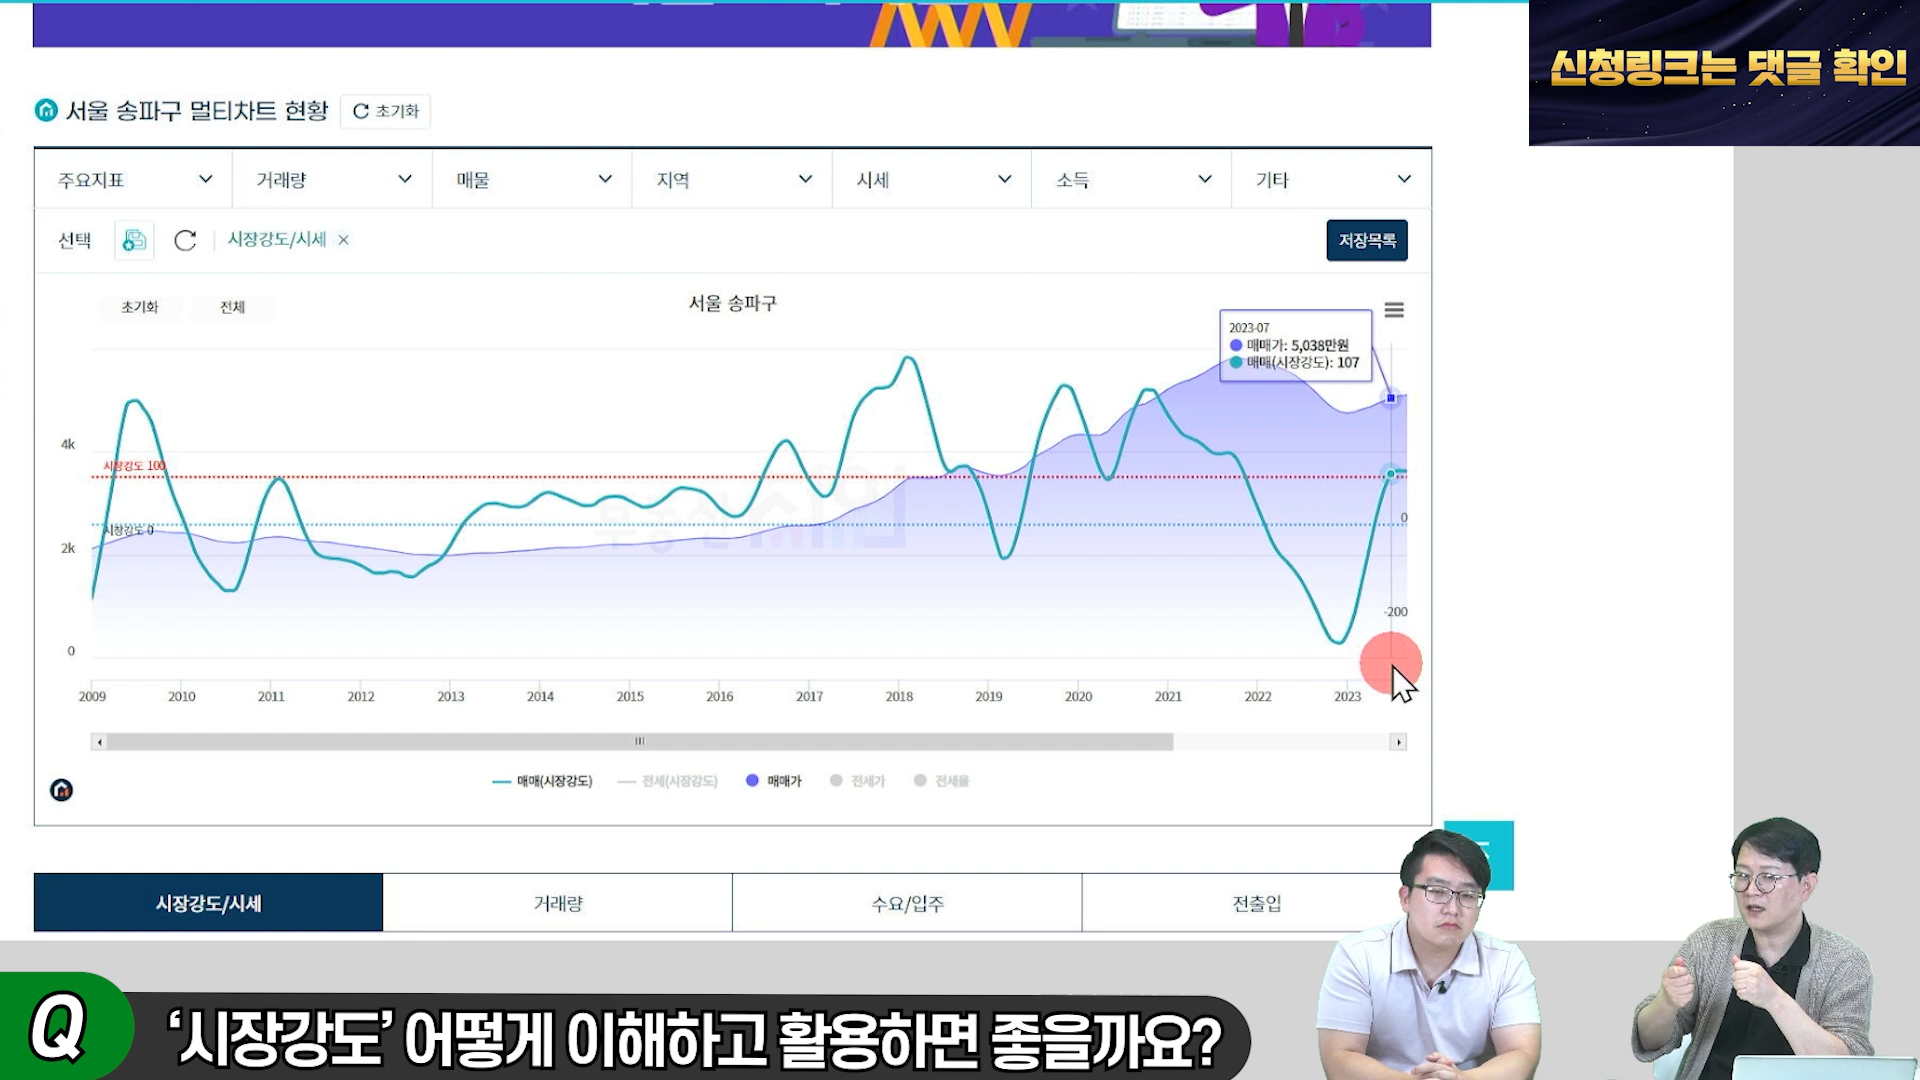 신청링크는 댓글 확인
서울 송파구 멀티차트 현황
초기화
주요지표
거래량
매물
지역
시세
소득
기타
선택
시장강도/시세 ×
저장목록
초기화
전체
서울 송파구
2023-07
매매가: 5,038만원
매매(시장강도): 107
4k
시장강도 100
시장강도 0
0
2k
-200
0
2009
2010
2011
2012
2013
2014
2015
2016
2017
2018
2019
2020
2021
2022
2023
매매(시장강도)
전세(시장강도)
매매가
전세가
전세율
시장강도/시세
거래량
수요/입주
전출입
Q
‘시장강도’ 어떻게 이해하고 활용하면 좋을까요?